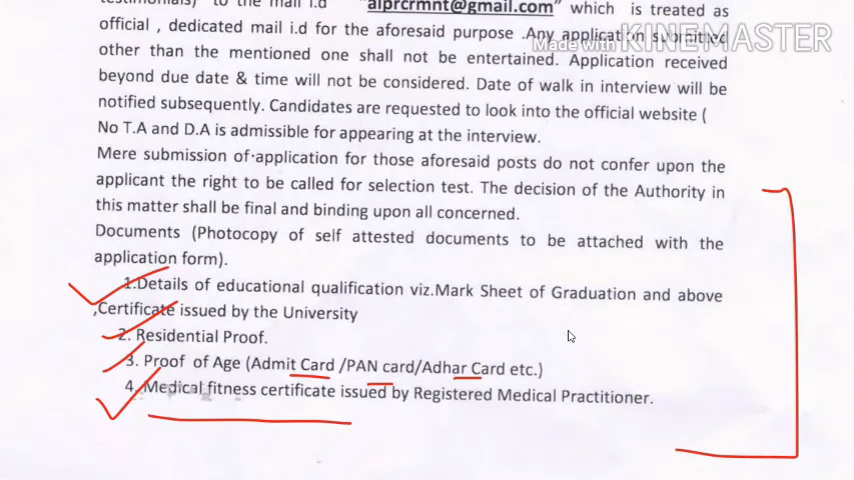 testimonials) to the mail i.d "alprcrmnt@gmail.com" which is treated as
official , dedicated mail i.d for the aforesaid purpose .Any application submitted
Made with KINEMASTER
other than the mentioned one shall not be entertained. Application received
beyond due date & time will not be considered. Date of walk in interview will be
notified subsequently. Candidates are requested to look into the official website (
No T.A and D.A is admissible for appearing at the interview.
Mere submission of application for those aforesaid posts do not confer upon the
applicant the right to be called for selection test. The decision of the Authority in
this matter shall be final and binding upon all concerned.
Documents (Photocopy of self attested documents to be attached with the
application form).
1.Details of educational qualification viz.Mark Sheet of Graduation and above
,Certificate issued by the University
2. Residential Proof.
3. Proof of Age (Admit Card /PAN card/Adhar Card etc.)
4. Medical fitness certificate issued by Registered Medical Practitioner.